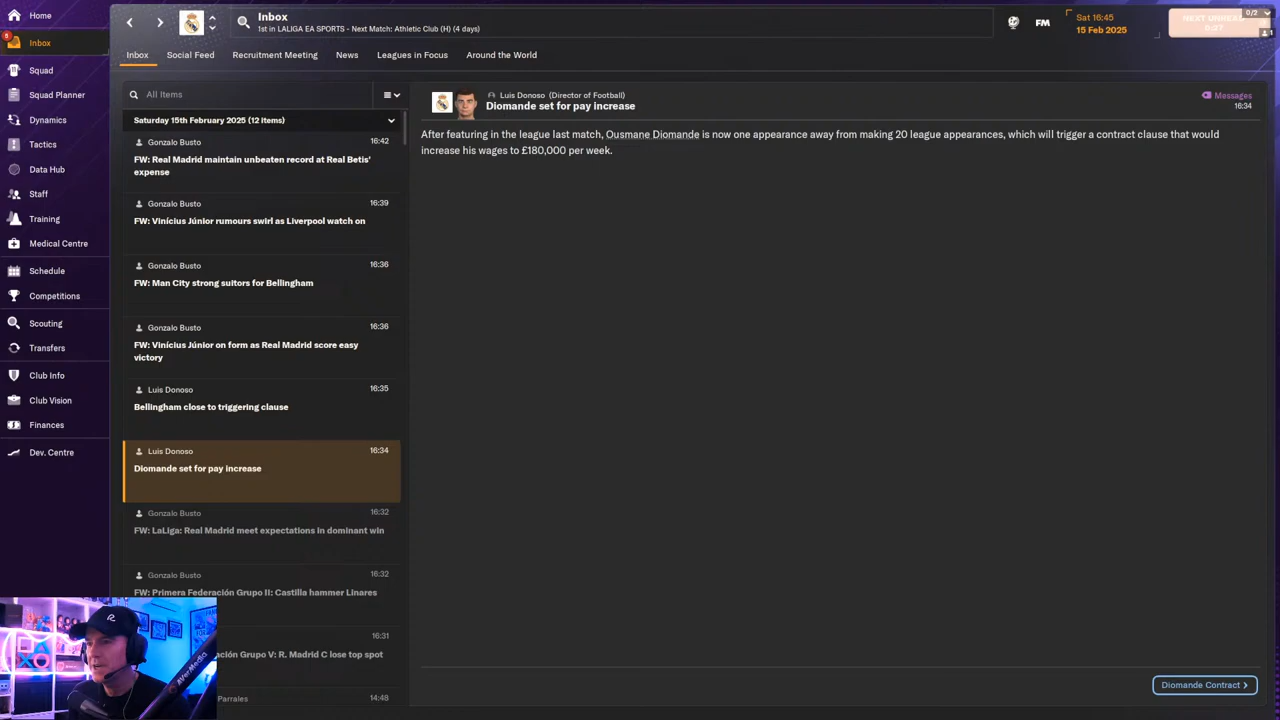 Home
Inbox
Squad
Squad Planner
Dynamics
Tactics
Data Hub
Staff
Training
Medical Centre
Schedule
Competitions
Scouting
Transfers
Club Info
Club Vision
Finances
Dev. Centre
Inbox
1st in LALIGA EA SPORTS - Next Match: Athletic Club (H) (4 days)
FM
Sat 16:45
15 Feb 2025
NEXT UNREAD
0:27
0/2
1
Inbox
Social Feed
Recruitment Meeting
News
Leagues in Focus
Around the World
All Items
Saturday 15th February 2025 (12 items)
Gonzalo Busto
16:42
FW: Real Madrid maintain unbeaten record at Real Betis'
expense
Gonzalo Busto
16:39
FW: Vinícius Júnior rumours swirl as Liverpool watch on
Gonzalo Busto
16:36
FW: Man City strong suitors for Bellingham
Gonzalo Busto
16:36
FW: Vinícius Júnior on form as Real Madrid score easy
victory
Luis Donoso
16:35
Bellingham close to triggering clause
Luis Donoso
16:34
Diomande set for pay increase
Gonzalo Busto
16:32
FW: LaLiga: Real Madrid meet expectations in dominant win
Gonzalo Busto
16:32
FW: Primera Federación Grupo II: Castilla hammer Linares
16:31
Grupo V: R. Madrid C lose top spot
Parrales
14:48
Luis Donoso (Director of Football)
Diomande set for pay increase
Messages
16:34
After featuring in the league last match, Ousmane Diomande is now one appearance away from making 20 league appearances, which will trigger a contract clause that would
increase his wages to £180,000 per week.
Diomande Contract
AVerMedia